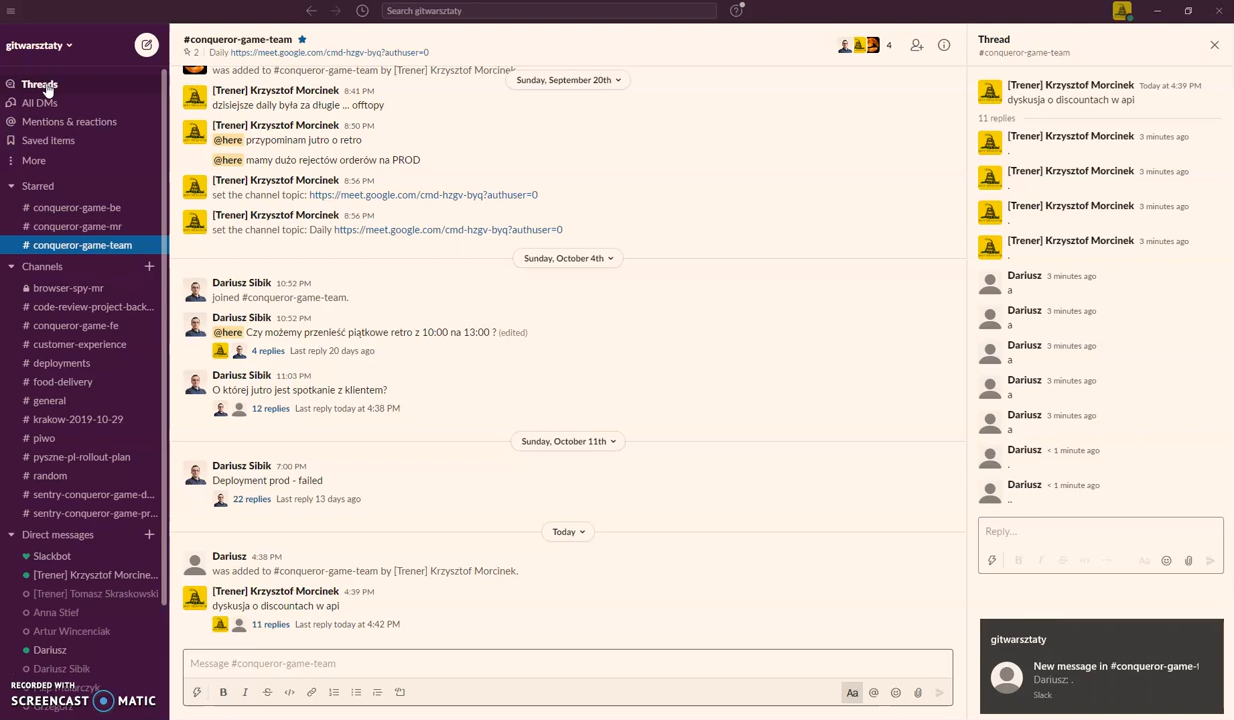 Search gitwarsztaty
gitwarsztaty
Threads
All DMs
Mentions & reactions
Saved items
More
Starred
# conqueror-game-be
# conqueror-game-mr
# conqueror-game-team
Channels
browser-spy-mr
# code-review-project-back...
# conqueror-game-fe
# customer-experience
# deployments
# food-delivery
# general
# krakow-2019-10-29
# piwo
# pyszne-pl-rollout-plan
# random
# sentry-conqueror-game-d...
# sentry-conqueror-game-pr...
Direct messages
Slackbot
[Trener] Krzysztof Morcine...
[Trener] Tomasz Skraskowski
Anna Stief
Artur Wincenciak
Dariusz
Dariusz Sibik
Grzegorz
RECORDED WITH
SCREENCAST MATIC
#conqueror-game-team
2 Daily https://meet.google.com/cmd-hzgv-byq?authuser=0
4
was added to #conqueror-game-team by [Trener] Krzysztof Morcinek.
Sunday, September 20th
[Trener] Krzysztof Morcinek 8:41 PM
dzisiejsze daily była za długie ... offtopy
[Trener] Krzysztof Morcinek 8:50 PM
@here przypominam jutro o retro
@here mamy dużo rejectów orderów na PROD
[Trener] Krzysztof Morcinek 8:56 PM
set the channel topic: https://meet.google.com/cmd-hzgv-byq?authuser=0
[Trener] Krzysztof Morcinek 8:56 PM
set the channel topic: Daily https://meet.google.com/cmd-hzgv-byq?authuser=0
Sunday, October 4th
Dariusz Sibik 10:52 PM
joined #conqueror-game-team.
Dariusz Sibik 10:52 PM
@here Czy możemy przenieść piątkowe retro z 10:00 na 13:00 ? (edited)
4 replies Last reply 20 days ago
Dariusz Sibik 11:03 PM
O której jutro jest spotkanie z klientem?
12 replies Last reply today at 4:38 PM
Sunday, October 11th
Dariusz Sibik 7:00 PM
Deployment prod - failed
22 replies Last reply 13 days ago
Today
Dariusz 4:38 PM
was added to #conqueror-game-team by [Trener] Krzysztof Morcinek.
[Trener] Krzysztof Morcinek 4:39 PM
dyskusja o discountach w api
11 replies Last reply today at 4:42 PM
Message #conqueror-game-team
B I S Aa @
Thread
#conqueror-game-team
[Trener] Krzysztof Morcinek Today at 4:39 PM
dyskusja o discountach w api
11 replies
[Trener] Krzysztof Morcinek 3 minutes ago
.
[Trener] Krzysztof Morcinek 3 minutes ago
.
[Trener] Krzysztof Morcinek 3 minutes ago
.
[Trener] Krzysztof Morcinek 3 minutes ago
.
Dariusz 3 minutes ago
a
Dariusz 3 minutes ago
a
Dariusz 3 minutes ago
a
Dariusz 3 minutes ago
a
Dariusz 3 minutes ago
a
Dariusz < 1 minute ago
.
Dariusz < 1 minute ago
..
Reply...
B I S Aa
gitwarsztaty
New message in #conqueror-game-t
Dariusz: .
Slack